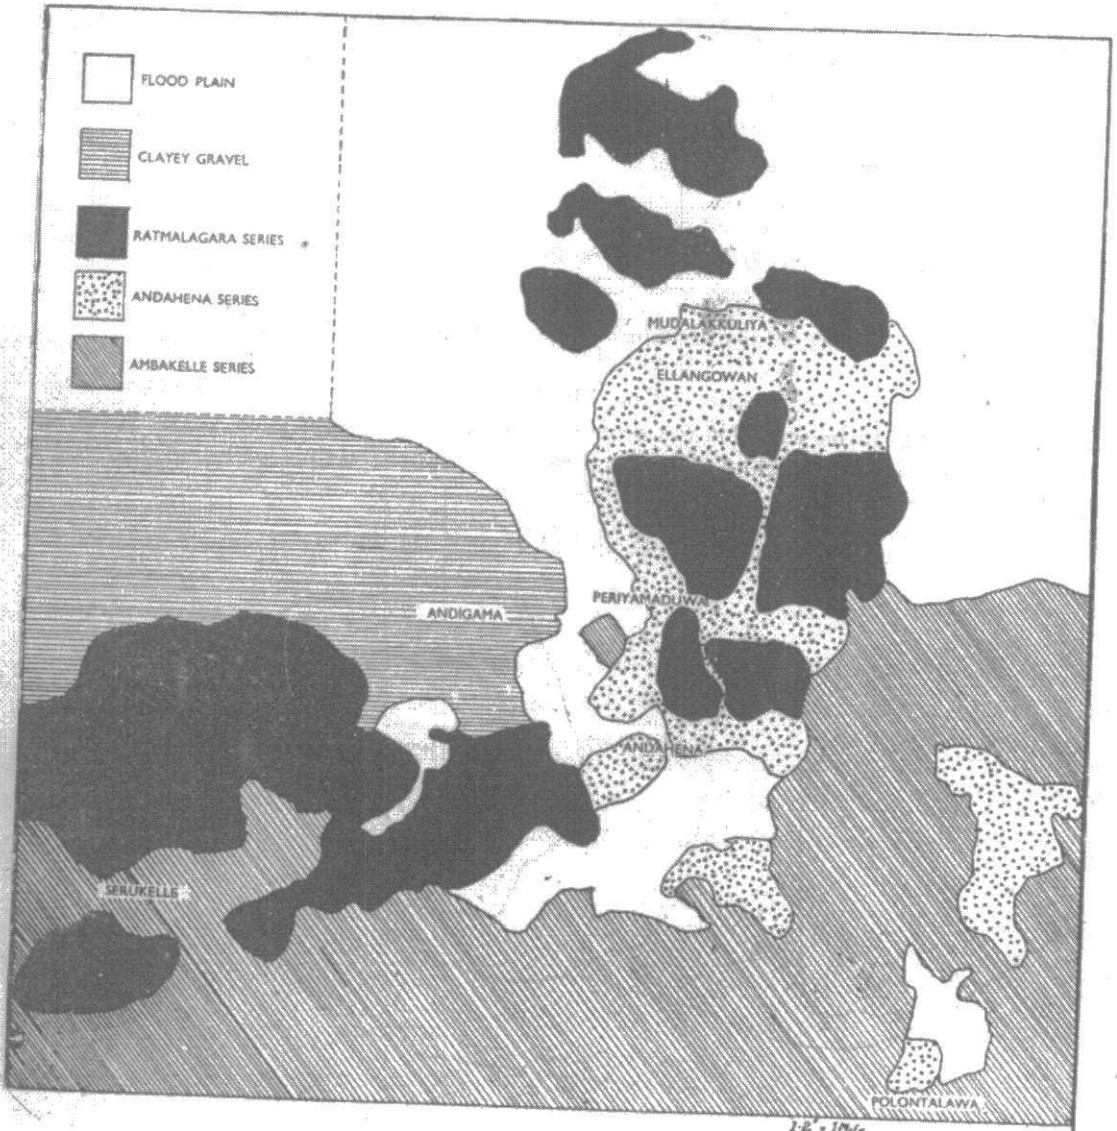 FLOOD PLAIN
CLAYEY GRAVEL
RATMALAGARA SERIES
ANDAHENA SERIES
AMBAKELLE SERIES
MUDALAKKULIYA
ELLANGOWAN
PERIYAMADUWA
ANDIGAMA
ANDAHENA
SERUKELLE
POLONTALAWA